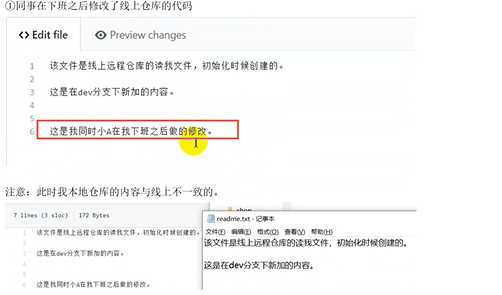 ①同事在下班之后修改了线上仓库的代码
<> Edit file Preview changes
1 该文件是线上远程仓库的读我文件,初始化时候创建的。
2
3 这是在dev分支下新加的内容。
4
5
6 这是我同时小A在我下班之后做的修改。
注意:此时我本地仓库的内容与线上不一致的。
7 lines (3 sloc) 172 Bytes
readme.txt - 记事本
文件(F) 编辑(E) 格式(O) 查看(V) 帮助(H)
1 该文件是线上远程仓库的读我文件,初始化时候创建的。
2
3 这是在dev分支下新加的内容。
4
5
6 这是我同时小A在我下班之后做的修改。
该文件是线上远程仓库的读我文件,初始化时候创建的。
这是在dev分支下新加的内容。